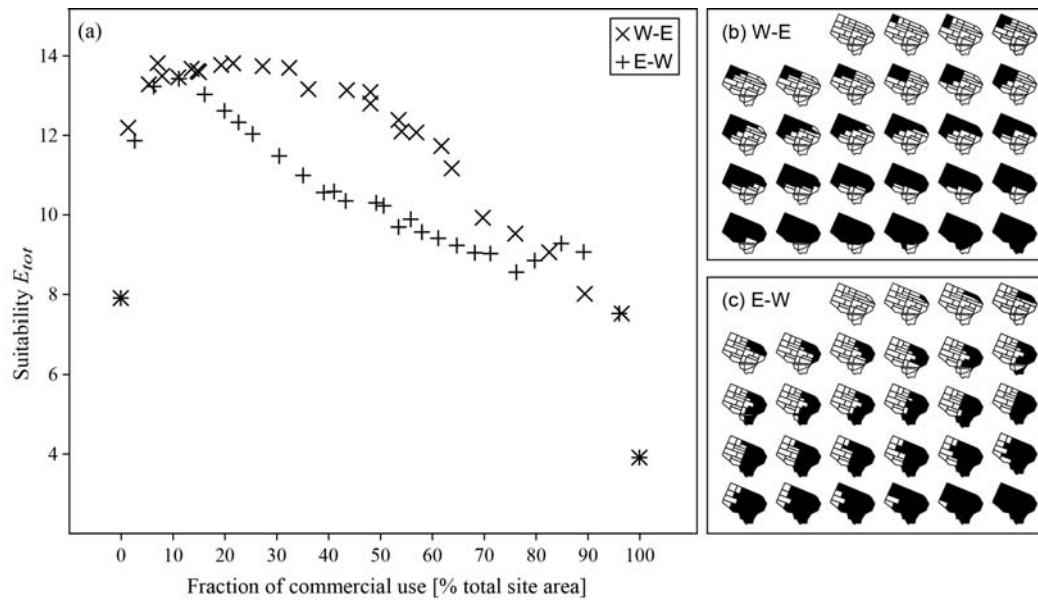 (a)
× W-E
+ E-W
14
12
10
8
6
4
Suitability E_tot
0 10 20 30 40 50 60 70 80 90 100
Fraction of commercial use [% total site area]
(b) W-E
(c) E-W